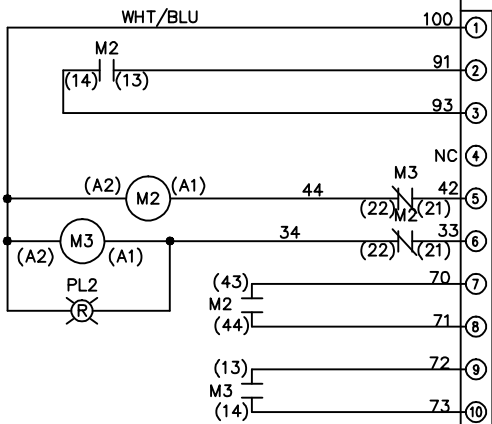 WHT/BLU 100 1
M2 91 2
(14) (13)
93 3
NC 4
M3
(A2) M2 (A1) 44 42 5
(22) (21)
M2
M3 34 33 6
(A2) (A1) (22) (21)
PL2 (43) 70 7
R M2
(44) 71 8
(13) 72 9
M3
(14) 73 10